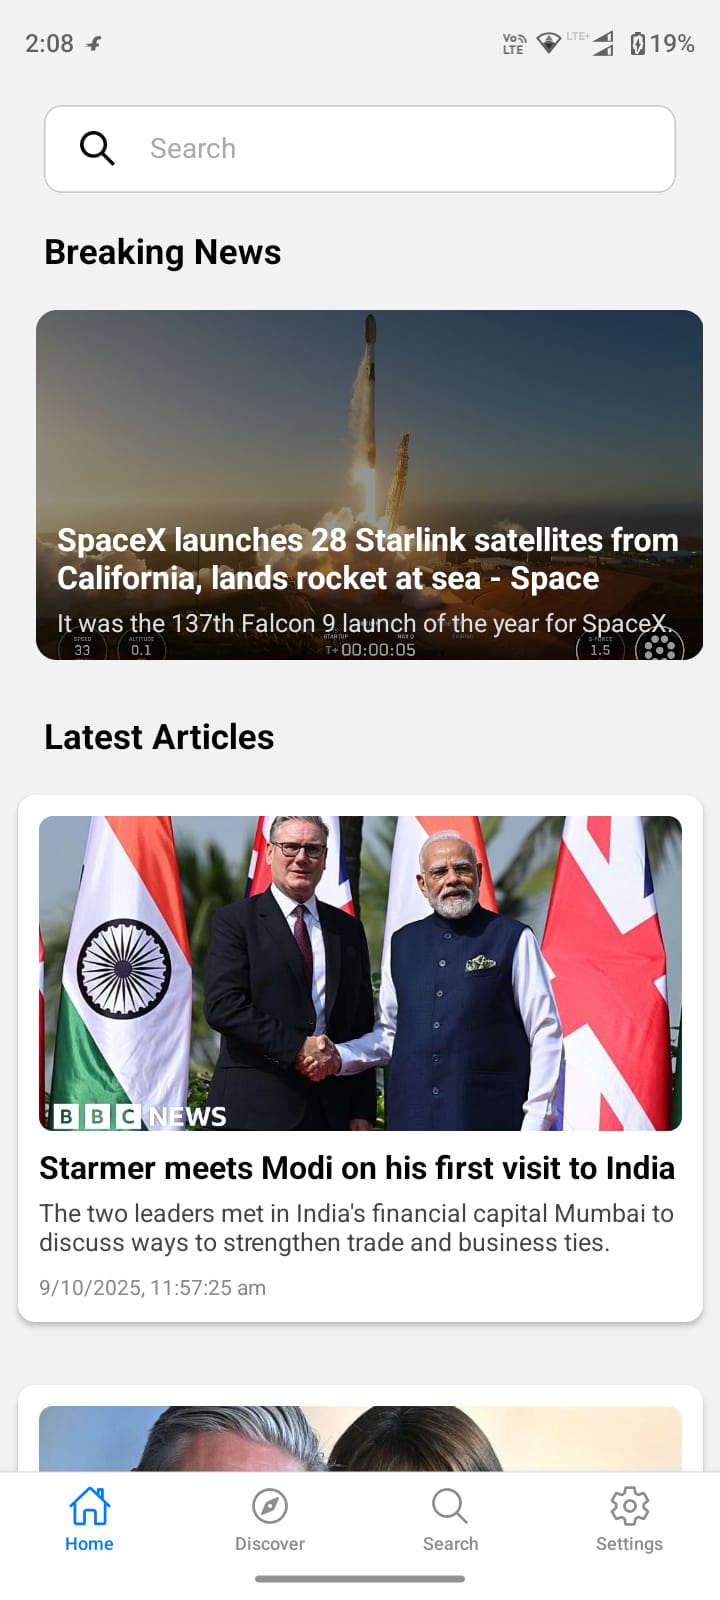 2:08
Vo
LTE
LTE+
19%
Search
Breaking News
SpaceX launches 28 Starlink satellites from
California, lands rocket at sea - Space
It was the 137th Falcon 9 launch of the year for SpaceX.
SPEED
33
ALTITUDE
0.1
STARTUP
MAX Q
T+00:00:05
G-FORCE
1.5
Latest Articles
BBC NEWS
Starmer meets Modi on his first visit to India
The two leaders met in India's financial capital Mumbai to
discuss ways to strengthen trade and business ties.
9/10/2025, 11:57:25 am
Home
Discover
Search
Settings